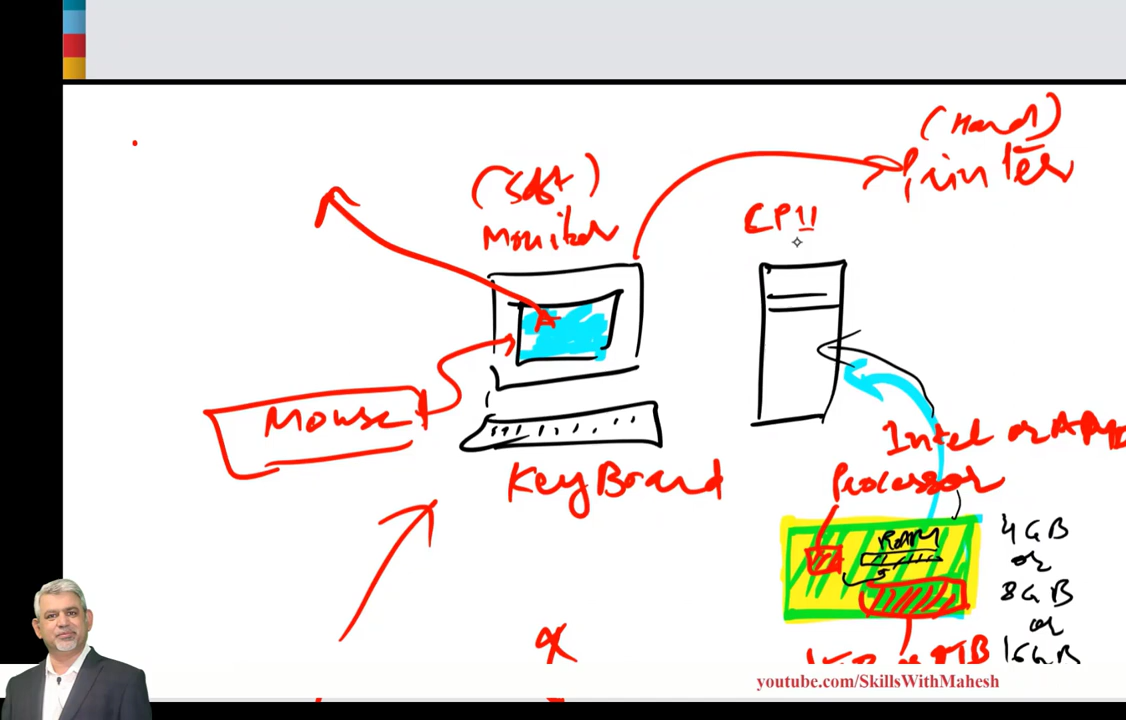 (Hard)
Printer
(Soft)
Monitor
CPU
A
Mouse
KeyBoard
Intel or AMD
Processor
RAM
4GB
or
8GB
or
16GB
youtube.com/SkillsWithMahesh